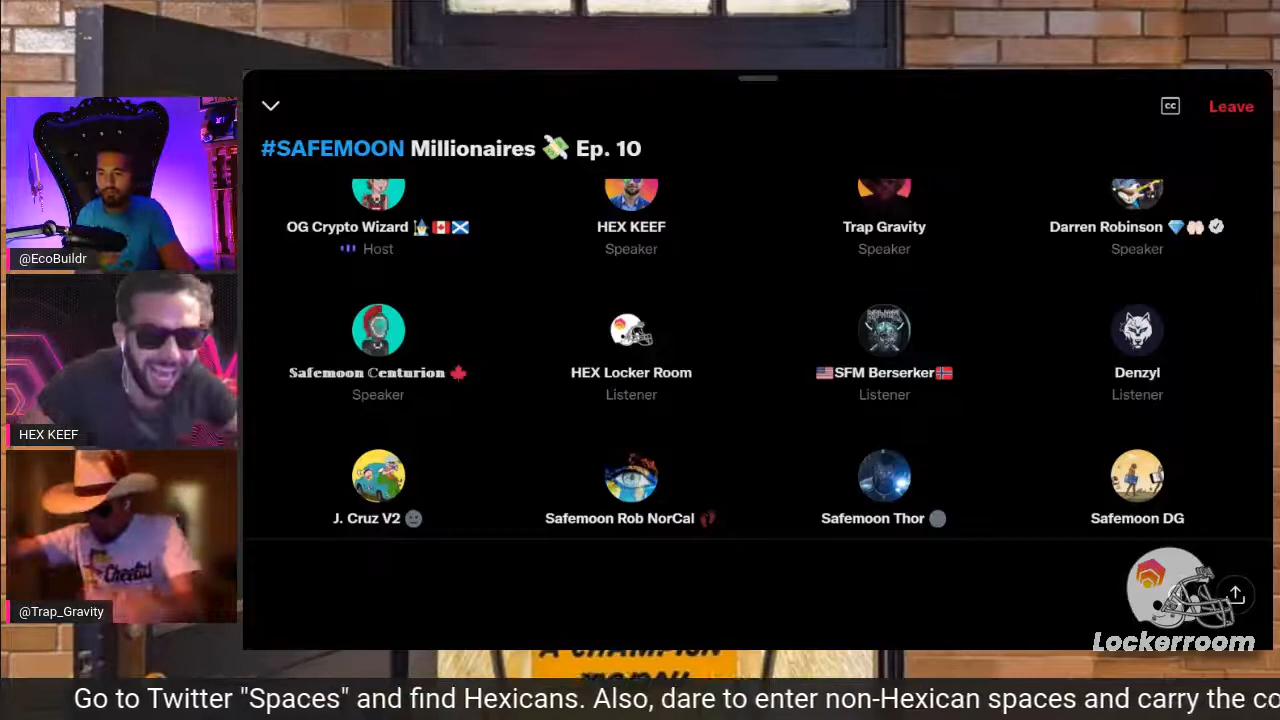 #SAFEMOON Millionaires 💸 Ep. 10
CC
Leave
OG Crypto Wizard
Host
HEX KEEF
Speaker
Trap Gravity
Speaker
Darren Robinson
Speaker
𝕾afemoon ℂenturion
Speaker
HEX Locker Room
Listener
SFM Berserker
Listener
Denzyl
Listener
J. Cruz V2
Safemoon Rob NorCal
Safemoon Thor
Safemoon DG
@EcoBuildr
HEX KEEF
Cheetos
@Trap_Gravity
Lockerroom
A CHAMPION
Go to Twitter "Spaces" and find Hexicans. Also, dare to enter non-Hexican spaces and carry the co